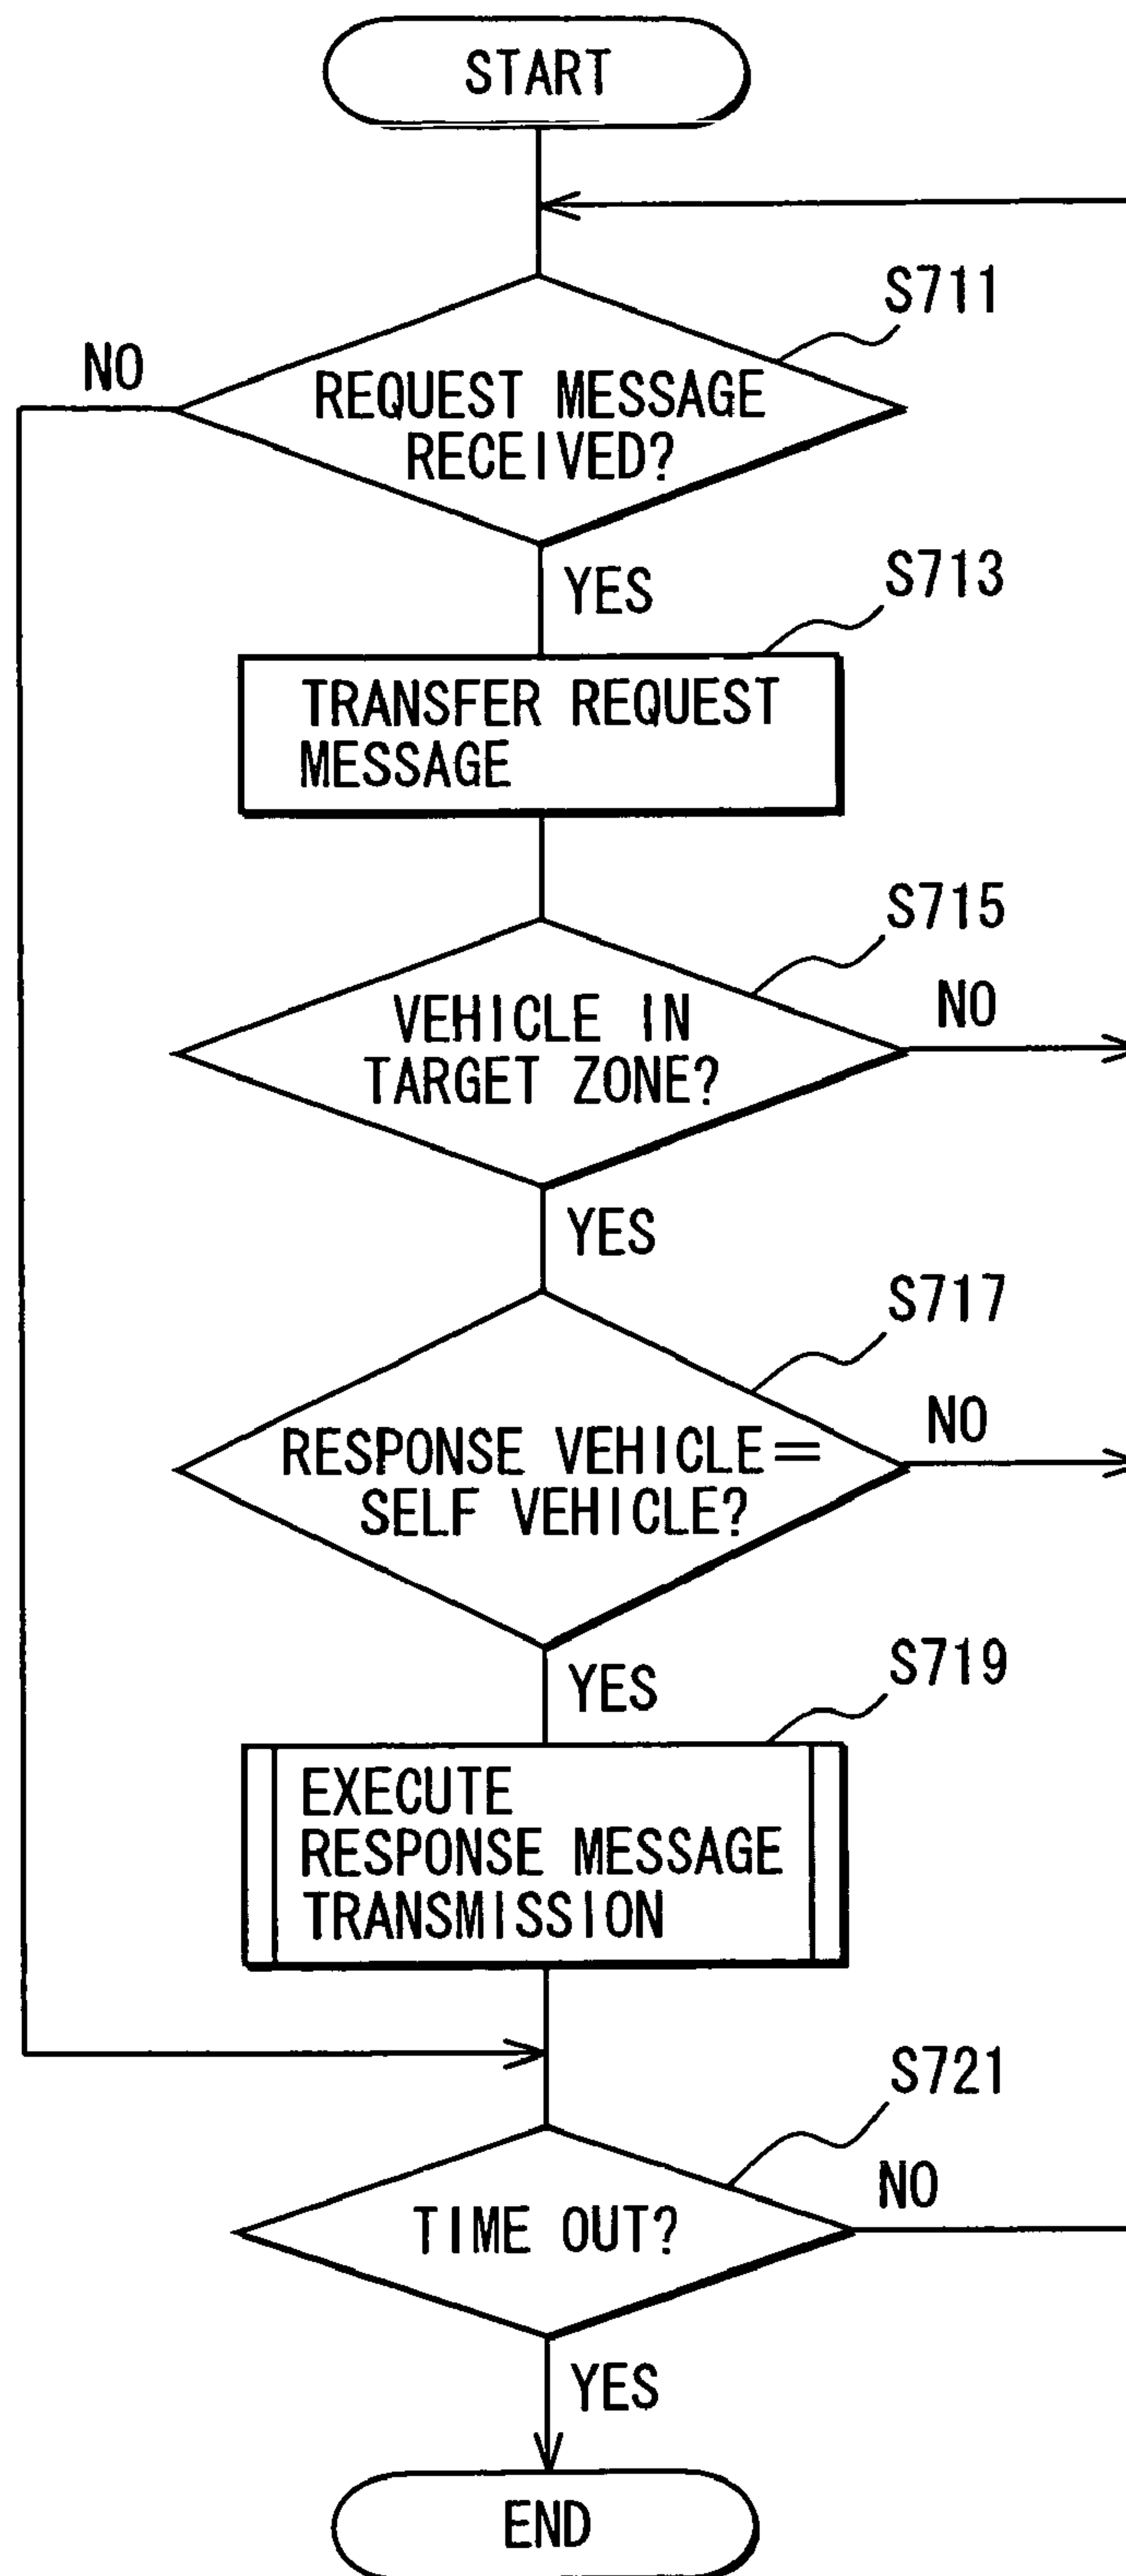 START
S711
NO
REQUEST MESSAGE
RECEIVED?
YES
S713
TRANSFER REQUEST
MESSAGE
S715
VEHICLE IN
TARGET ZONE?
NO
YES
S717
RESPONSE VEHICLE=
SELF VEHICLE?
NO
YES
S719
EXECUTE
RESPONSE MESSAGE
TRANSMISSION
S721
TIME OUT?
NO
YES
END